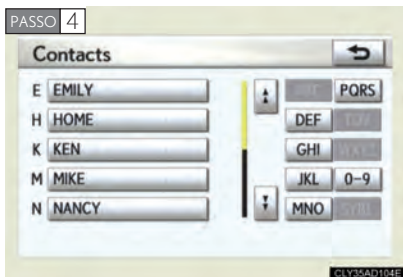 PASSO 4
Contacts
E EMILY PQRS
H HOME DEF
K KEN GHI
M MIKE JKL 0-9
N NANCY MNO
CLY35AD104E